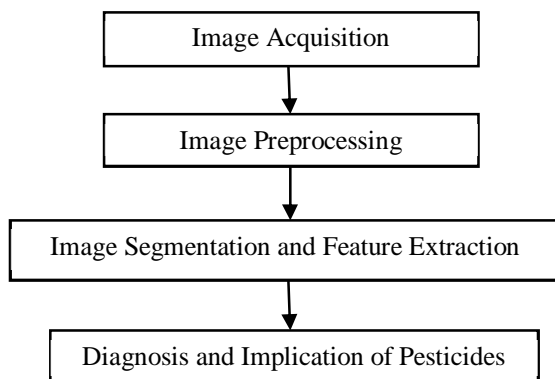 Image Acquisition
Image Preprocessing
Image Segmentation and Feature Extraction
Diagnosis and Implication of Pesticides